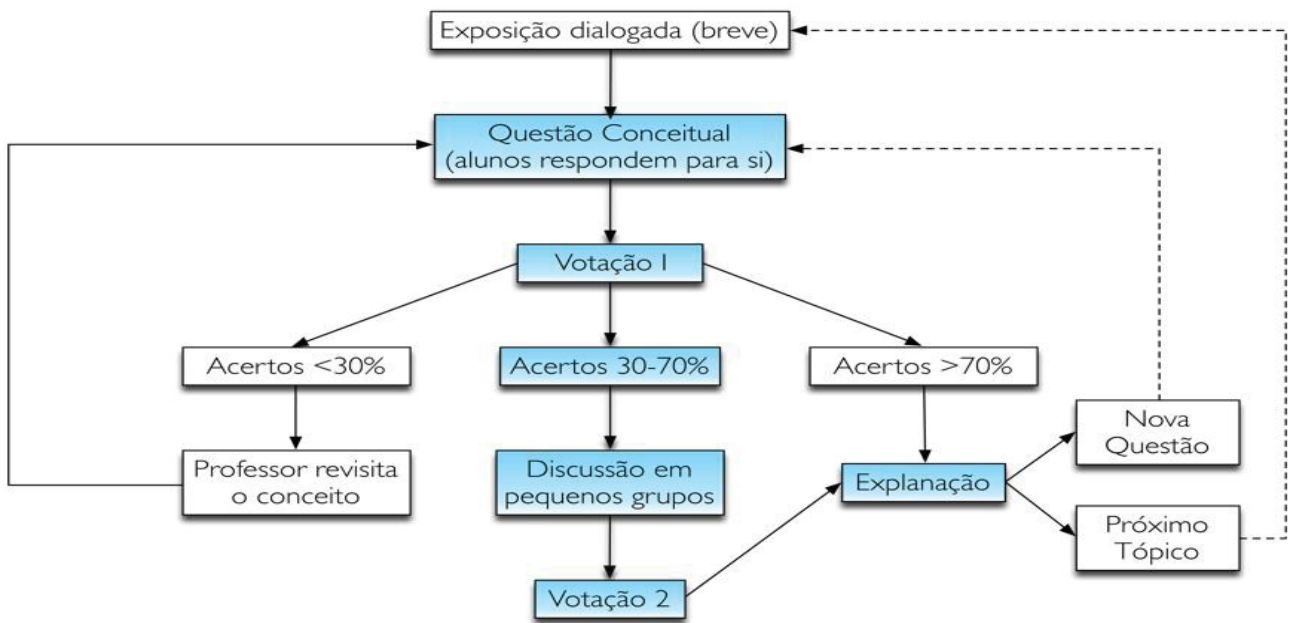 Exposição dialogada (breve)
Questão Conceitual
(alunos respondem para si)
Votação I
Acertos <30%
Acertos 30-70%
Acertos >70%
Professor revisita
o conceito
Discussão em
pequenos grupos
Explanação
Nova
Questão
Próximo
Tópico
Votação 2